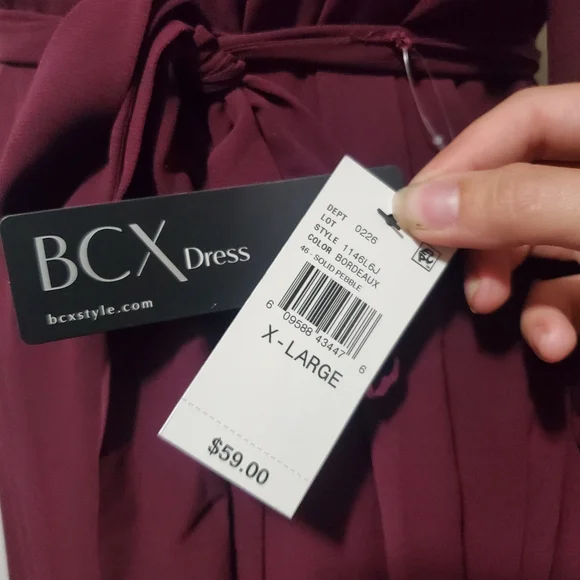 BCX Dress
bcxstyle.com
DEPT 0226
LOT
STYLE 1146L6J
COLOR BORDEAUX
46 - SOLID PEBBLE
6 09588 43447 6
X-LARGE
$59.00